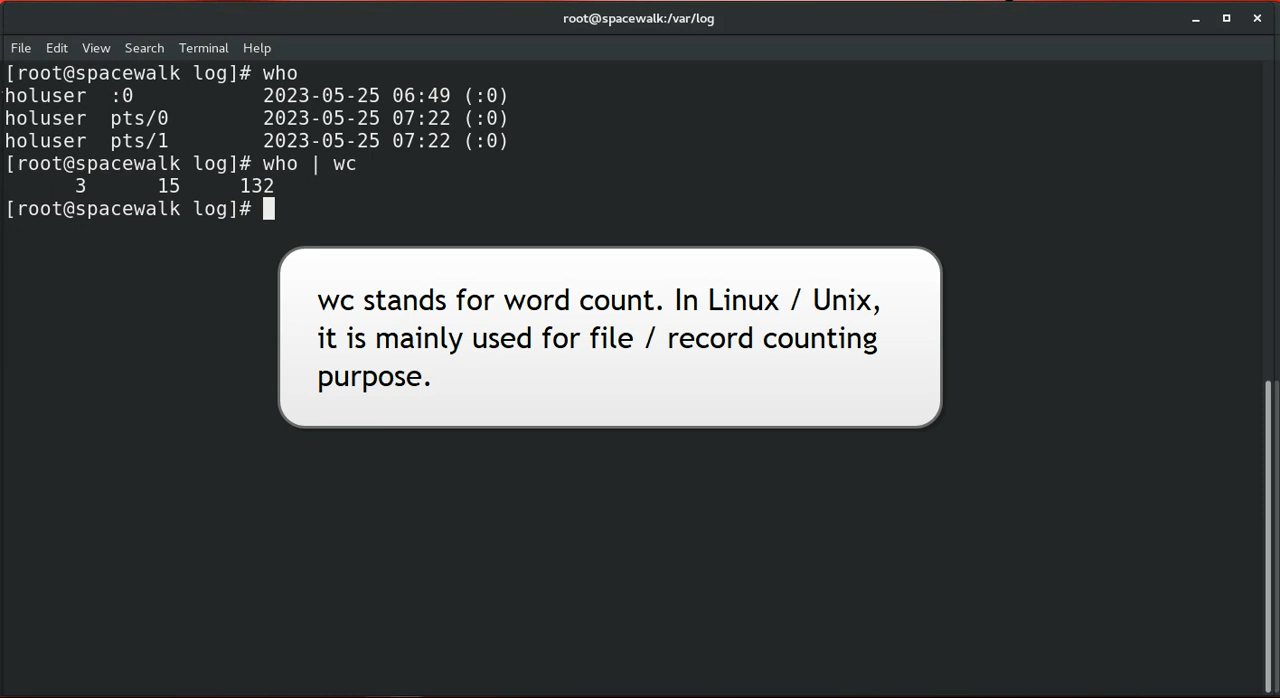 root@spacewalk:/var/log
File Edit View Search Terminal Help
[root@spacewalk log]# who
holuser  :0           2023-05-25 06:49 (:0)
holuser  pts/0        2023-05-25 07:22 (:0)
holuser  pts/1        2023-05-25 07:22 (:0)
[root@spacewalk log]# who | wc
      3      15     132
[root@spacewalk log]#
wc stands for word count. In Linux / Unix,
it is mainly used for file / record counting
purpose.